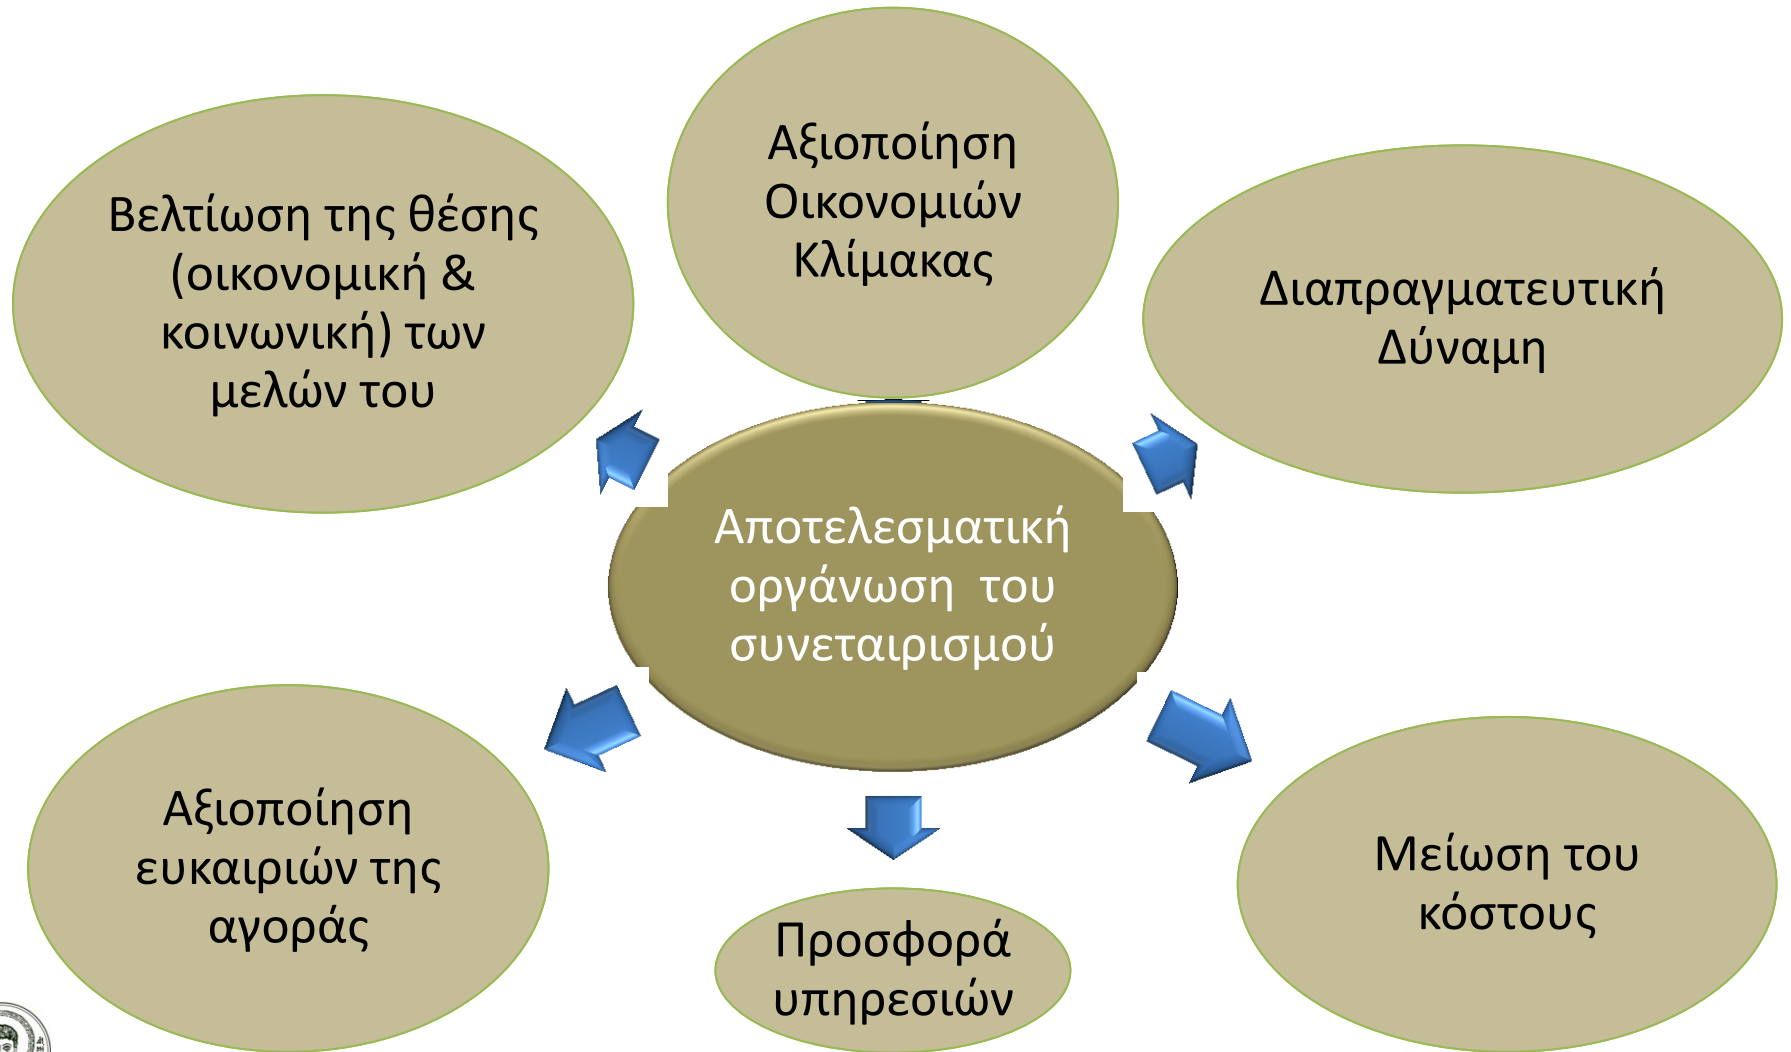 Αξιοποίηση
Οικονομιών
Κλίμακας
Βελτίωση της θέσης
(οικονομική &
κοινωνική) των
μελών του
Διαπραγματευτική
Δύναμη
Αποτελεσματική
οργάνωση του
συνεταιρισμού
Αξιοποίηση
ευκαιριών της
αγοράς
Μείωση του
κόστους
Προσφορά
υπηρεσιών